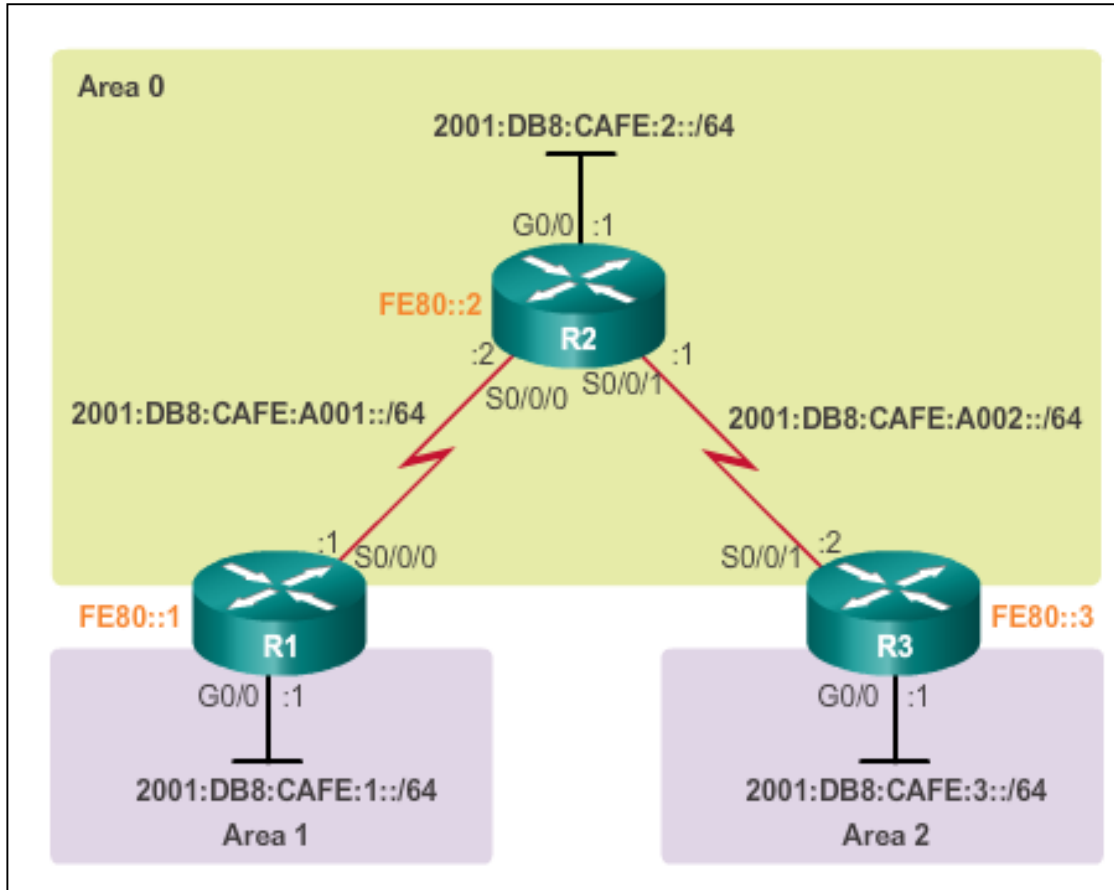 Area 0
2001:DB8:CAFE:2::/64
G0/0 :1
FE80::2
R2
:2 :1
S0/0/0 S0/0/1
2001:DB8:CAFE:A001::/64
2001:DB8:CAFE:A002::/64
:1 S0/0/0
S0/0/1 :2
FE80::1
R1
R3
FE80::3
G0/0 :1
G0/0 :1
2001:DB8:CAFE:1::/64
2001:DB8:CAFE:3::/64
Area 1
Area 2